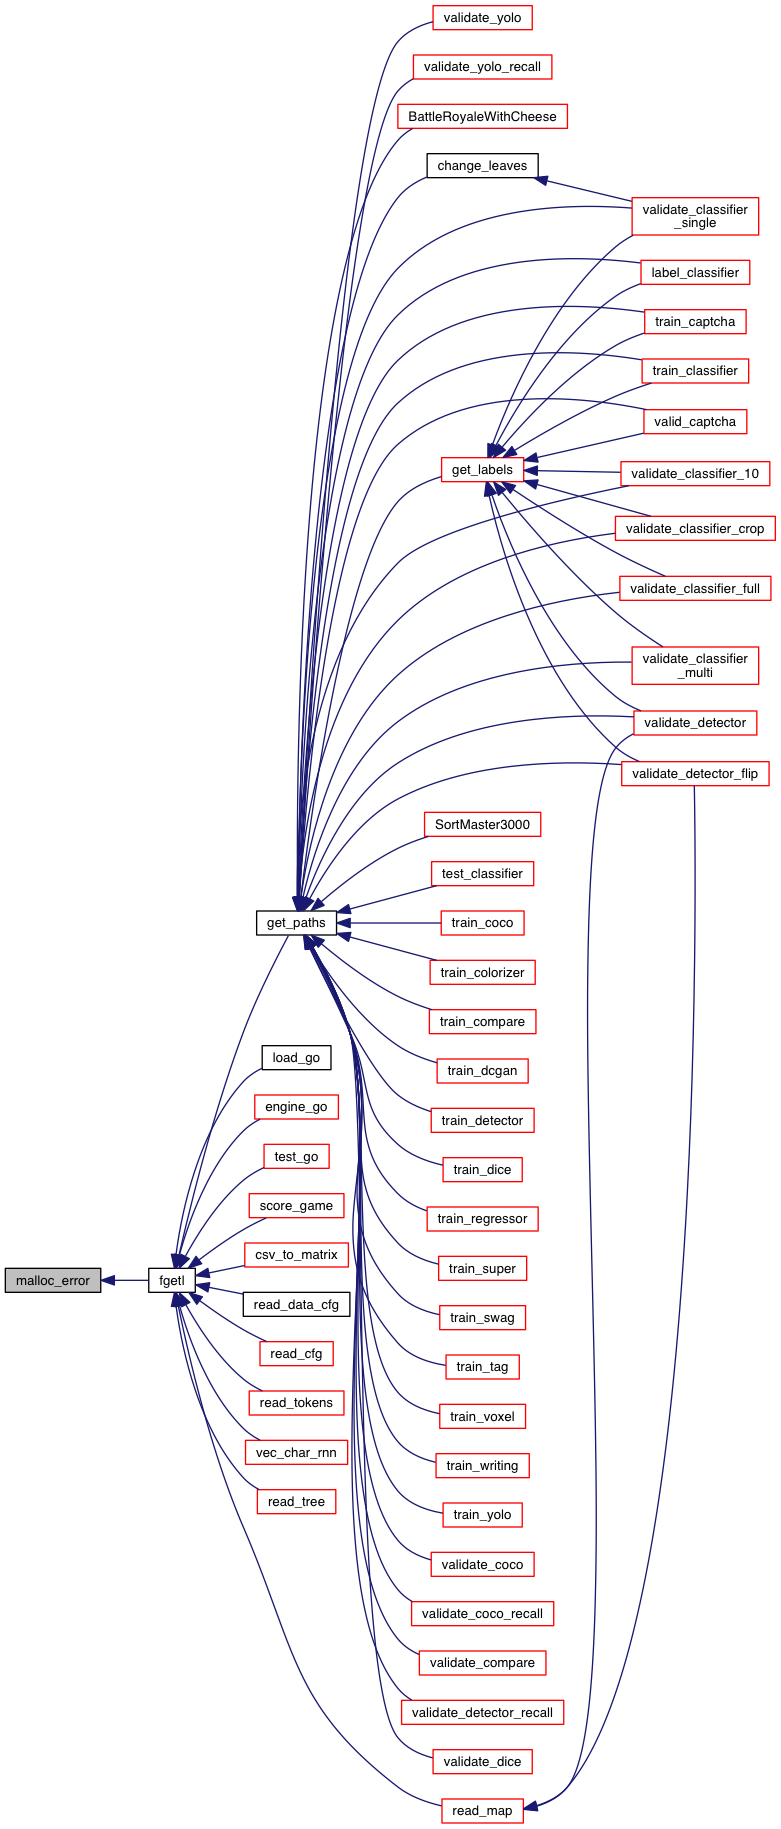 validate_yolo
validate_yolo_recall
BattleRoyaleWithCheese
change_leaves
validate_classifier
_single
label_classifier
train_captcha
train_classifier
valid_captcha
get_labels
validate_classifier_10
validate_classifier_crop
validate_classifier_full
validate_classifier
_multi
validate_detector
validate_detector_flip
SortMaster3000
test_classifier
get_paths
train_coco
train_colorizer
train_compare
load_go
train_dcgan
engine_go
train_detector
test_go
train_dice
score_game
train_regressor
csv_to_matrix
train_super
malloc_error
fgetl
read_data_cfg
train_swag
read_cfg
train_tag
read_tokens
train_voxel
vec_char_rnn
train_writing
read_tree
train_yolo
validate_coco
validate_coco_recall
validate_compare
validate_detector_recall
validate_dice
read_map